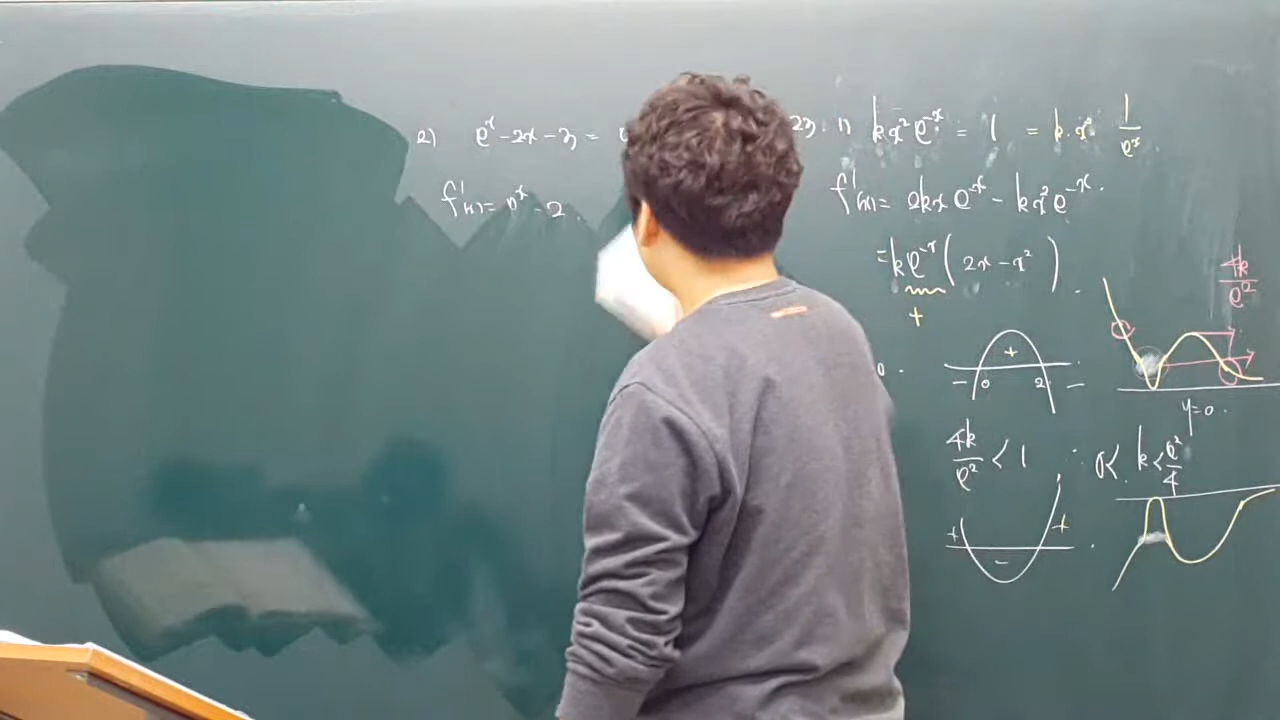 2) e^x - 2x - 3 =
f'(x) = e^x - 2.
23. 1) kx²e^{-x} = 1 = k·x² 1/e^x.
f'(x) = 2kxe^{-x} - kx²e^{-x}.
= ke^{-x}(2x - x²).
+
4k/e²
0.
- 0 + 2 -
y=0.
4k/e² < 1 ∴ 0 < k < e²/4
+ - +